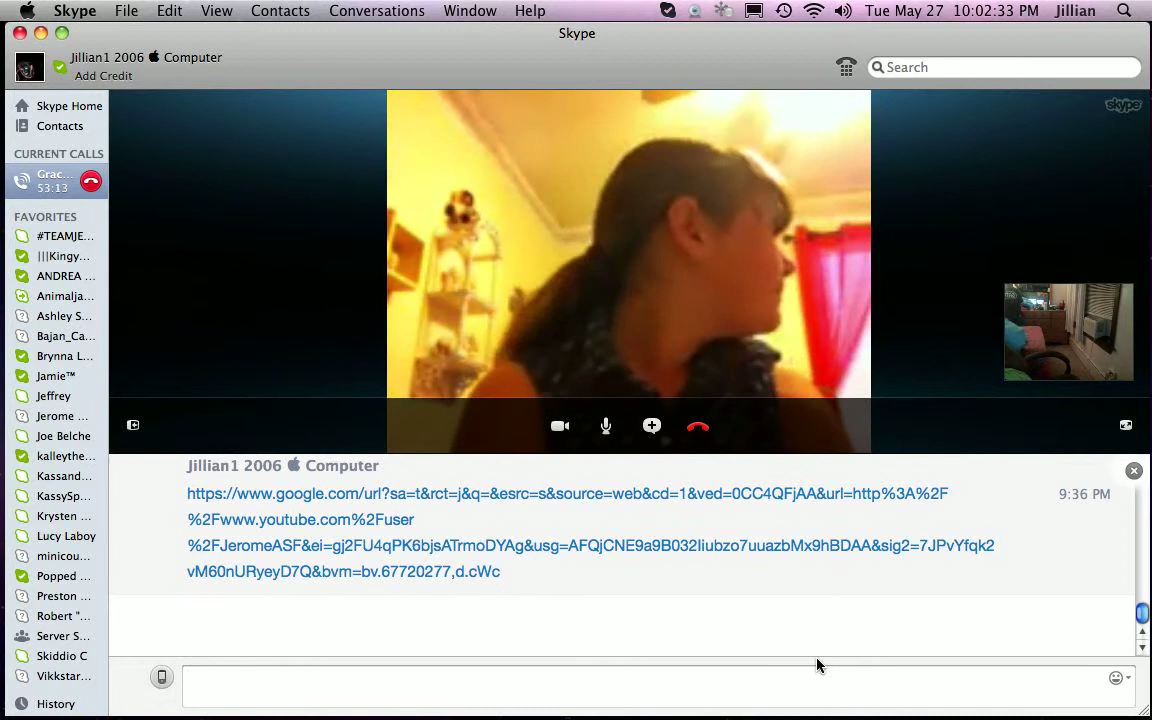 Skype File Edit View Contacts Conversations Window Help Tue May 27 10:02:33 PM Jillian
Skype
Jillian1 2006 Computer
Add Credit
Search
Skype Home
Contacts
CURRENT CALLS
Grac...
53:13
FAVORITES
#TEAMJE...
|||Kingy...
ANDREA ...
Animalja...
Ashley S...
Bajan_Ca...
Brynna L...
Jamie™
Jeffrey
Jerome ...
Joe Belche
kalleythe...
Kassand...
KassySp...
Krysten ...
Lucy Laboy
minicou...
Popped ...
Preston ...
Robert "...
Server S...
Skiddio C
Vikkstar...
History
skype
Jillian1 2006 Computer
https://www.google.com/url?sa=t&rct=j&q=&esrc=s&source=web&cd=1&ved=0CC4QFjAA&url=http%3A%2F 9:36 PM
%2Fwww.youtube.com%2Fuser
%2FJeromeASF&ei=gj2FU4qPK6bjsATrmoDYAg&usg=AFQjCNE9a9B032Iiubzo7uuazbMx9hBDAA&sig2=7JPvYfqk2
vM60nURyeyD7Q&bvm=bv.67720277,d.cWc